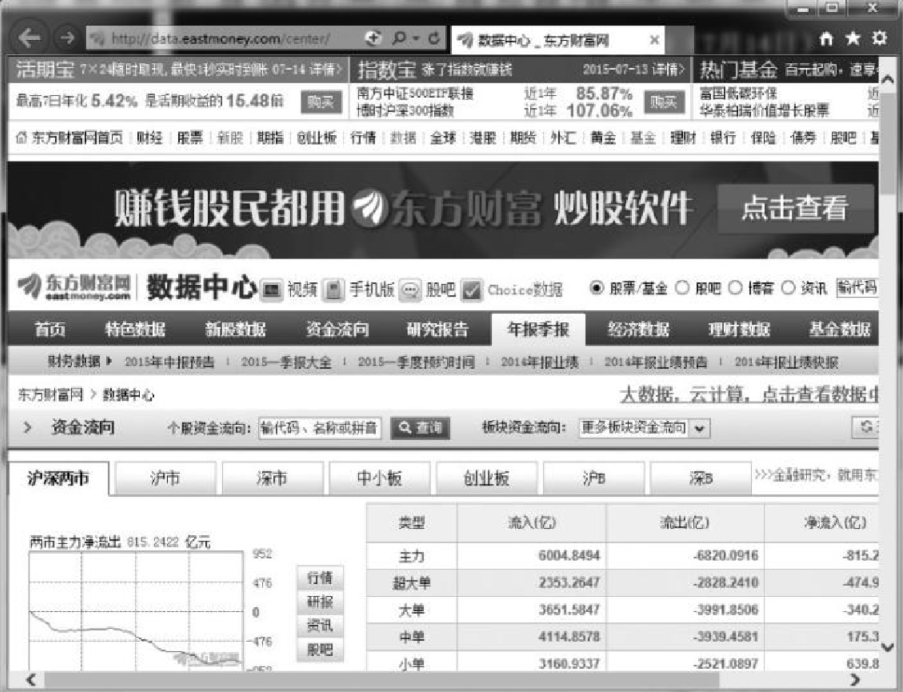 http://data.eastmoney.com/center/
数据中心 _ 东方财富网
活期宝 7×24随时取现,最快1秒实时到账 07-14 详情>
指数宝 涨了指数就赚钱 2015-07-13 详情>
热门基金 百元起购，速享
最高7日年化 5.42% 是活期收益的 15.48倍 购买
南方中证500ETF联接 近1年 85.87%
博时沪深300指数 近1年 107.06% 购买
富国低碳环保 近
华泰柏瑞价值增长股票 近
东方财富网首页 财经 股票 新股 期指 创业板 行情 数据 全球 港股 期货 外汇 黄金 基金 理财 银行 保险 债券 股吧
赚钱股民都用 东方财富 炒股软件 点击查看
东方财富网 eastmoney.com 数据中心 视频 手机版 股吧 Choice数据 股票/基金 股吧 博客 资讯 输代码
首页 特色数据 新股数据 资金流向 研究报告 年报季报 经济数据 理财数据 基金数据
财务数据 2015年中报预告 2015一季报大全 2015一季度预约时间 2014年报业绩 2014年报业绩预告 2014年报业绩快报
东方财富网 > 数据中心 大数据，云计算，点击查看数据中
> 资金流向 个股资金流向: 输代码、名称或拼音 查询 板块资金流向: 更多板块资金流向
沪深两市 沪市 深市 中小板 创业板 沪B 深B >>>金融研究，就用东
两市主力净流出 815.2422 亿元
952
476
0
-476
-952
东方财富网
行情
研报
资讯
股吧
类型 流入(亿) 流出(亿) 净流入(亿)
主力 6004.8494 -6820.0916 -815.2
超大单 2353.2647 -2828.2410 -474.9
大单 3651.5847 -3991.8506 -340.2
中单 4114.8578 -3939.4581 175.3
小单 3160.9337 -2521.0897 639.8